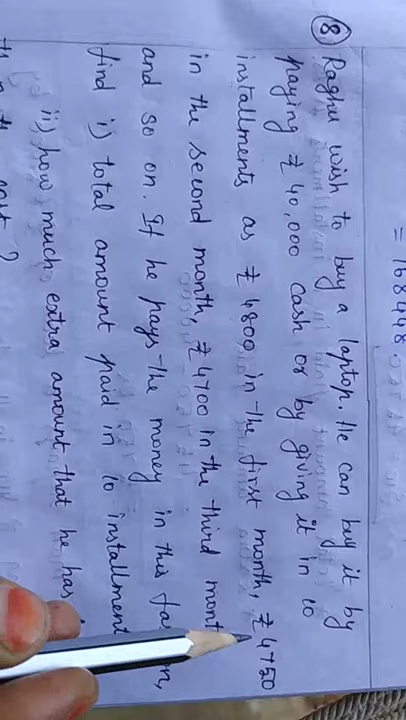 = 168448.
(8) Raghu wish to buy a laptop. He can buy it by
paying ₹ 40,000 cash or by giving it in 10
installments as ₹ 4800 in the first month, ₹ 4750
in the second month, ₹ 4700 in the third
and so on. If he pays the money in this
find i) total amount paid in 10 installment
ii) how much extra amount that he has
cost?